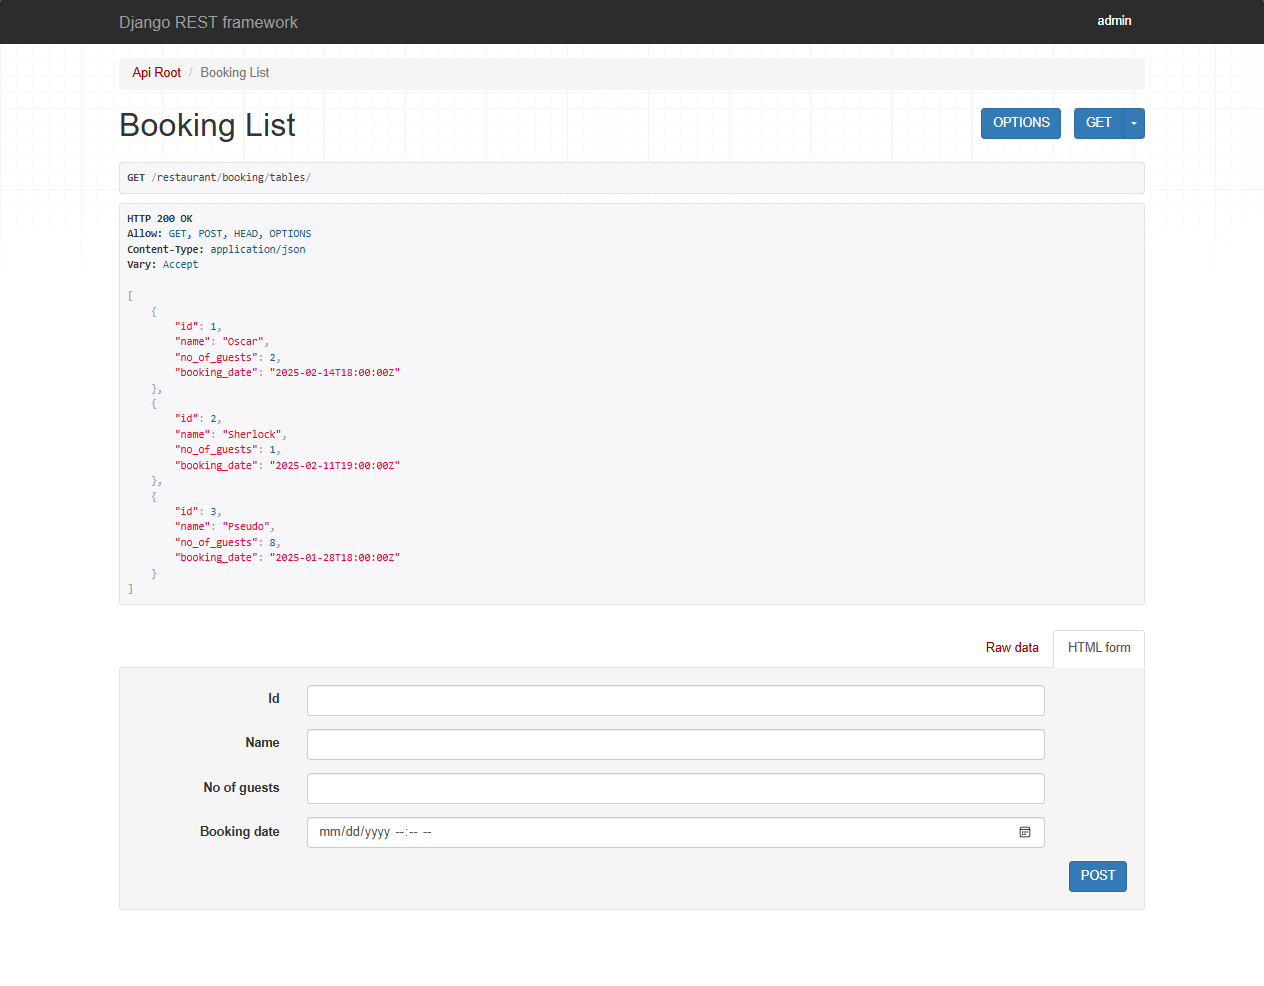 Django REST framework
admin
Api Root / Booking List
Booking List
OPTIONS
GET
GET /restaurant/booking/tables/
HTTP 200 OK
Allow: GET, POST, HEAD, OPTIONS
Content-Type: application/json
Vary: Accept
[
    {
        "id": 1,
        "name": "Oscar",
        "no_of_guests": 2,
        "booking_date": "2025-02-14T18:00:00Z"
    },
    {
        "id": 2,
        "name": "Sherlock",
        "no_of_guests": 1,
        "booking_date": "2025-02-11T19:00:00Z"
    },
    {
        "id": 3,
        "name": "Pseudo",
        "no_of_guests": 8,
        "booking_date": "2025-01-28T18:00:00Z"
    }
]
Raw data
HTML form
Id
Name
No of guests
Booking date
mm/dd/yyyy --:-- --
POST